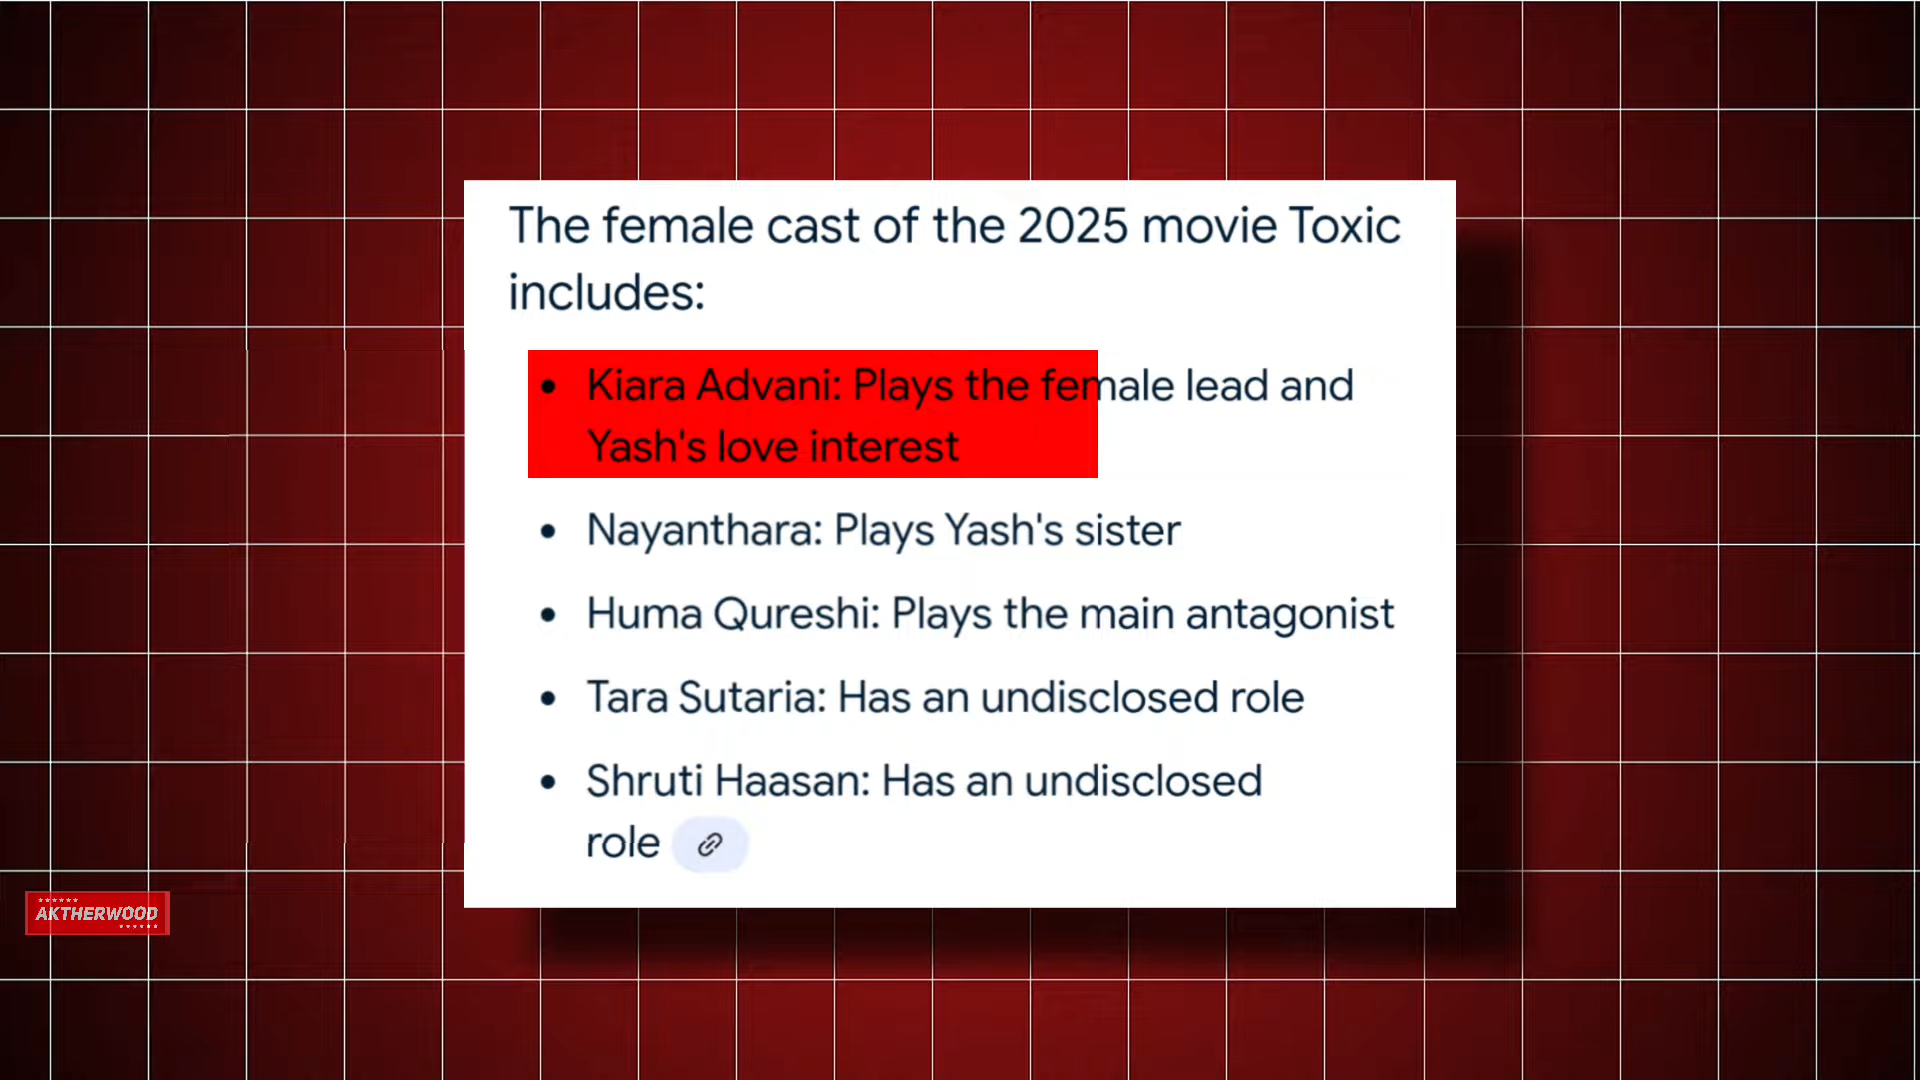 The female cast of the 2025 movie Toxic
includes:
• Kiara Advani: Plays the female lead and
Yash's love interest
• Nayanthara: Plays Yash's sister
• Huma Qureshi: Plays the main antagonist
• Tara Sutaria: Has an undisclosed role
• Shruti Haasan: Has an undisclosed
role
AKTHERWOOD